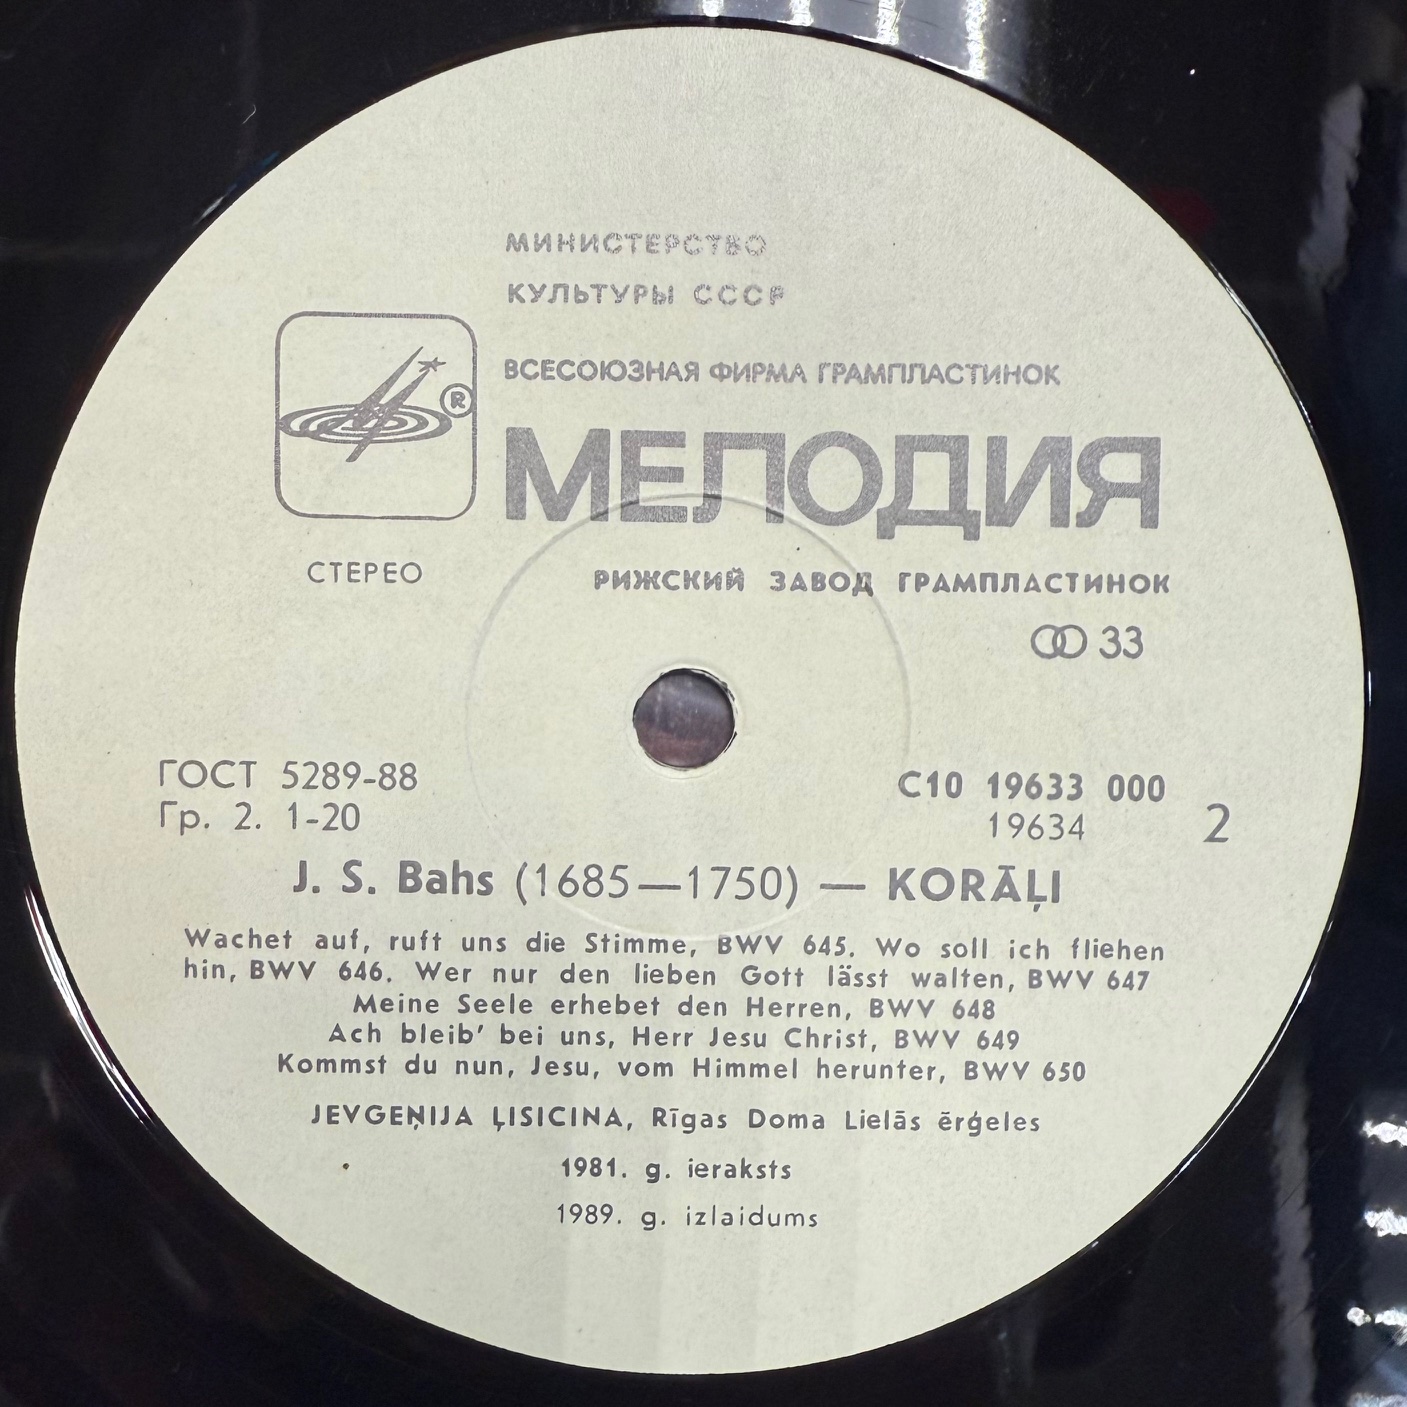 МИНИСТЕРСТВО
КУЛЬТУРЫ СССР
ВСЕСОЮЗНАЯ ФИРМА ГРАМПЛАСТИНОК
®
МЕЛОДИЯ
СТЕРЕО
РИЖСКИЙ ЗАВОД ГРАМПЛАСТИНОК
33
ГОСТ 5289-88
Гр. 2. 1-20
С10 19633 000
19634
2
J. S. Bahs (1685—1750) — KORĀĻI
Wachet auf, ruft uns die Stimme, BWV 645. Wo soll ich fliehen
hin, BWV 646. Wer nur den lieben Gott lässt walten, BWV 647
Meine Seele erhebet den Herren, BWV 648
Ach bleib' bei uns, Herr Jesu Christ, BWV 649
Kommst du nun, Jesu, vom Himmel herunter, BWV 650
JEVGEŅIJA ĻISICINA, Rīgas Doma Lielās ērģeles
1981. g. ieraksts
1989. g. izlaidums